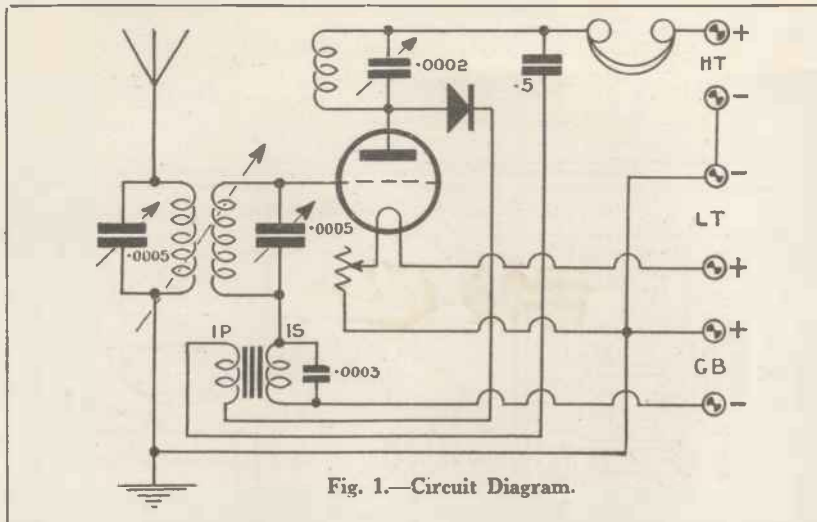 .0002
+
HT
.5
-
-
LT
.0005
.0005
+
+
IP
IS
GB
.0003
-
Fig. 1.—Circuit Diagram.